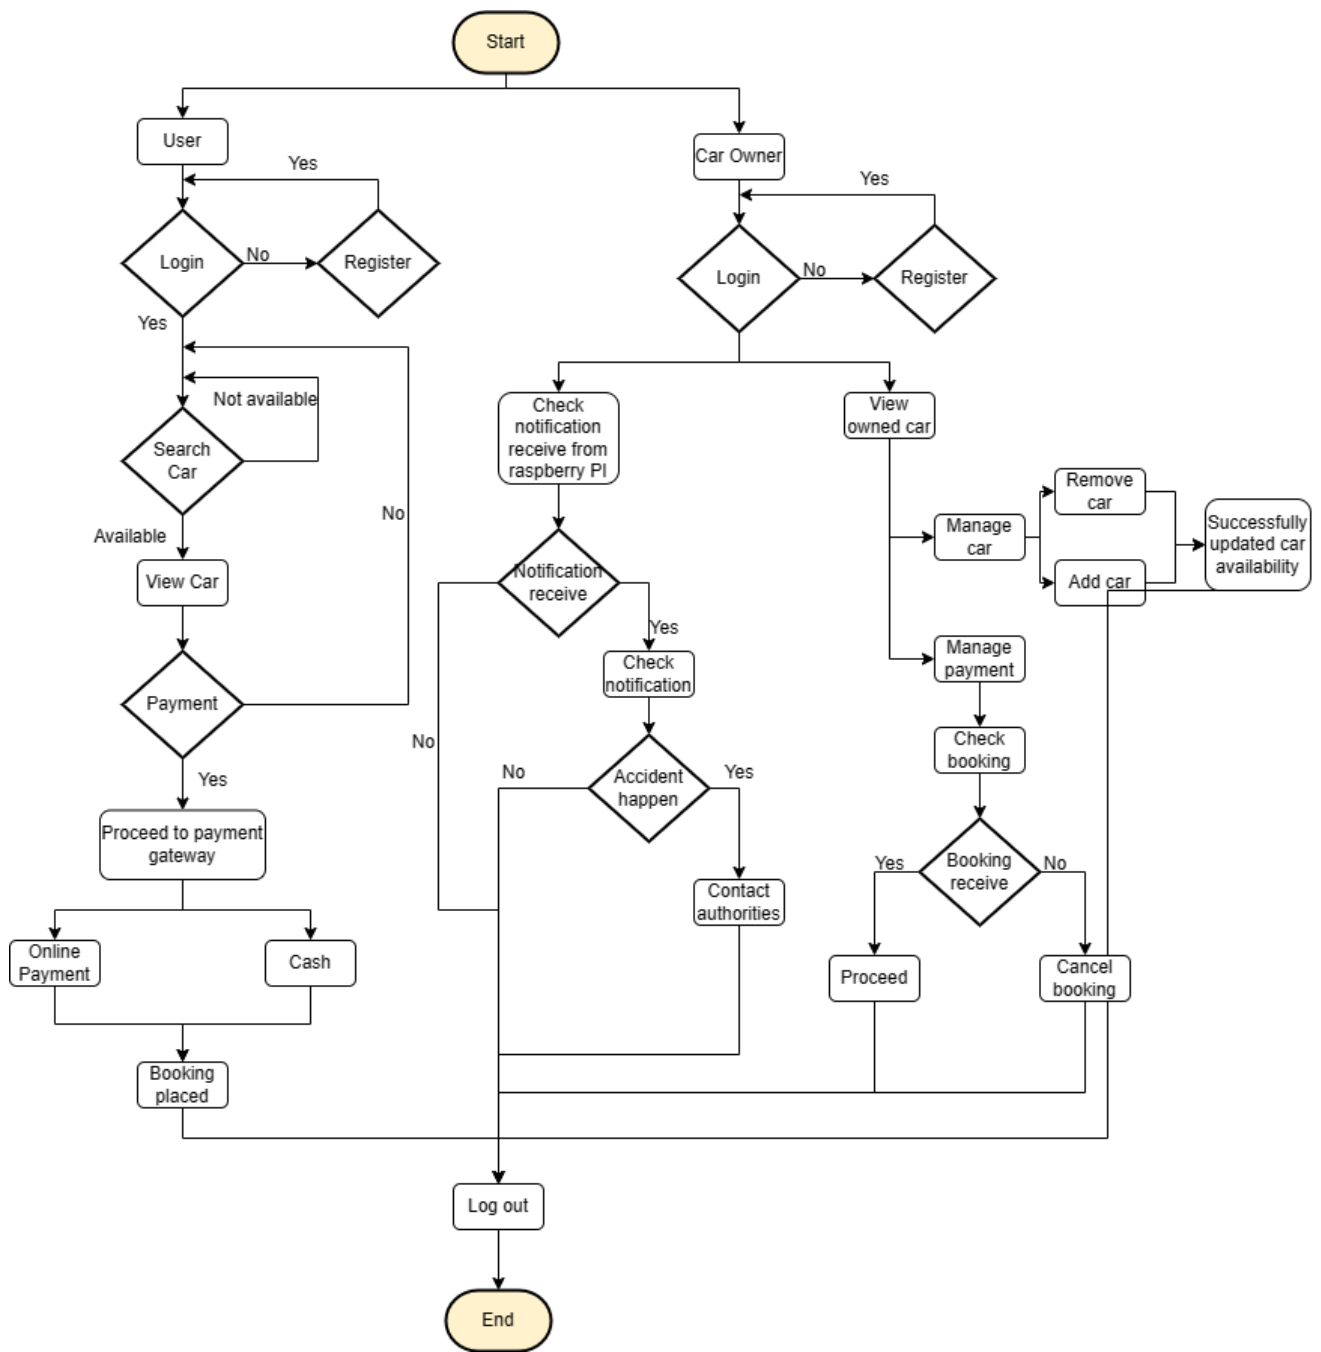 Start
User
Yes
Login
No
Register
Yes
Not available
Search
Car
No
Available
View Car
Payment
Yes
Proceed to payment
gateway
Online
Payment
Cash
Booking
placed
Car Owner
Yes
Login
No
Register
Check
notification
receive from
raspberry PI
Notification
receive
Yes
No
Check
notification
Accident
happen
No
Yes
Contact
authorities
View
owned car
Manage
car
Remove
car
Add car
Successfully
updated car
availability
Manage
payment
Check
booking
Booking
receive
Yes
No
Proceed
Cancel
booking
Log out
End